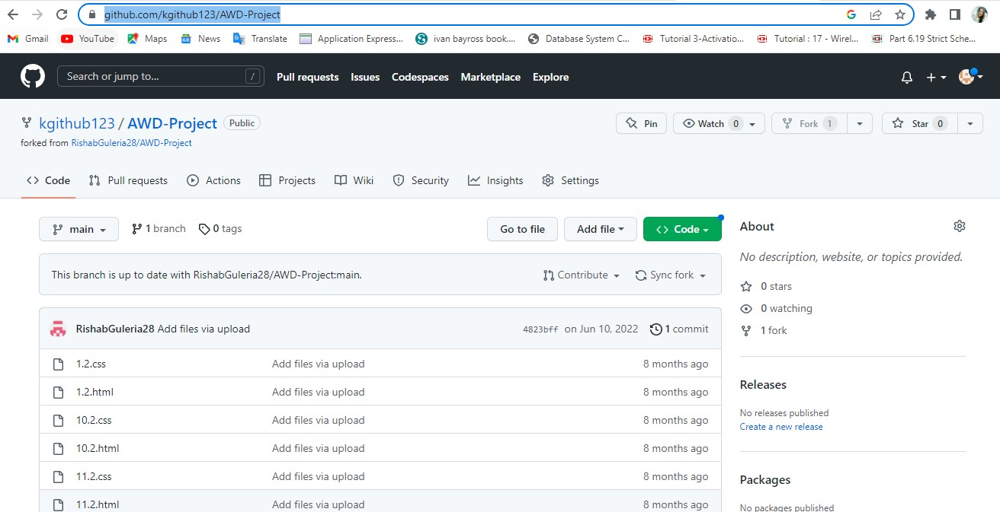 github.com/kgithub123/AWD-Project
Gmail YouTube Maps News Translate Application Express... ivan bayross book.... Database System C... Tutorial 3-Activatio... Tutorial : 17 - Wirel... Part 6.19 Strict Sche...
Search or jump to... / Pull requests Issues Codespaces Marketplace Explore
kgithub123 / AWD-Project Public Pin Watch 0 Fork 1 Star 0
forked from RishabGuleria28/AWD-Project
Code Pull requests Actions Projects Wiki Security Insights Settings
main 1 branch 0 tags Go to file Add file Code
About
No description, website, or topics provided.
This branch is up to date with RishabGuleria28/AWD-Project:main. Contribute Sync fork
0 stars
0 watching
1 fork
RishabGuleria28 Add files via upload 4823bff on Jun 10, 2022 1 commit
1.2.css Add files via upload 8 months ago
1.2.html Add files via upload 8 months ago
10.2.css Add files via upload 8 months ago
10.2.html Add files via upload 8 months ago
11.2.css Add files via upload 8 months ago
11.2.html Add files via upload 8 months ago
Releases
No releases published
Create a new release
Packages
No packages published